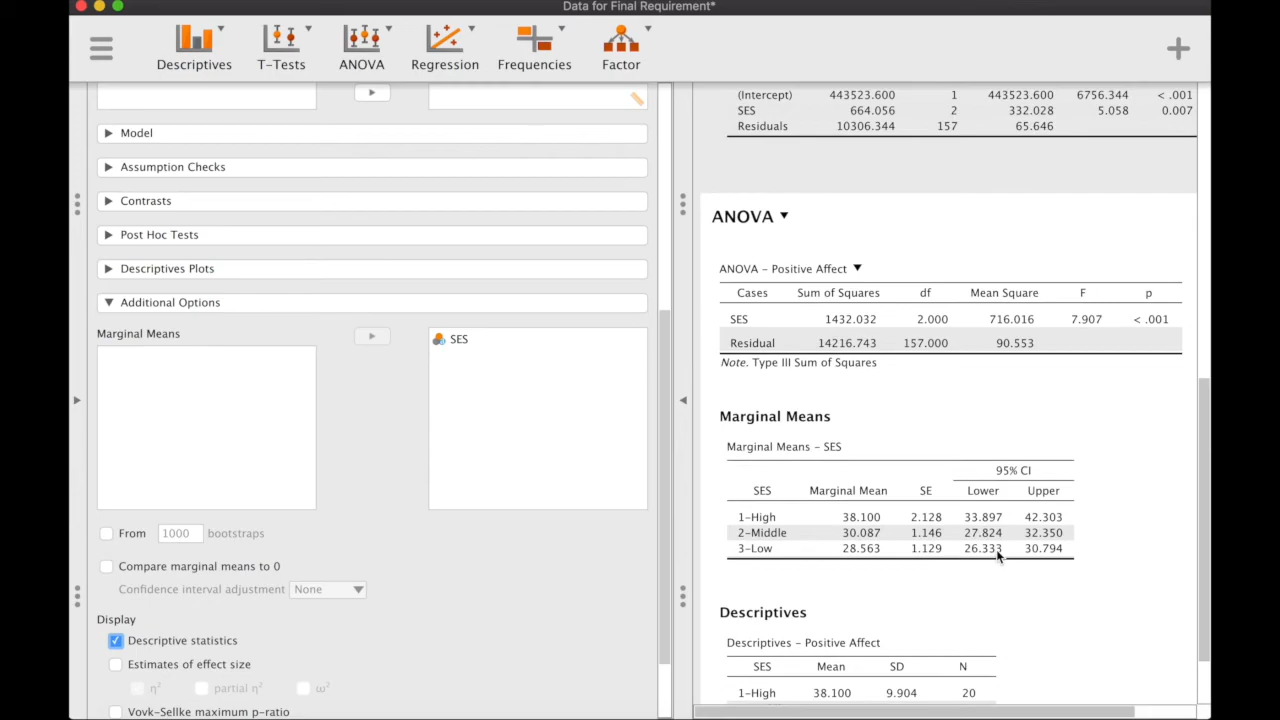 Data for Final Requirement*
Descriptives T-Tests ANOVA Regression Frequencies Factor
Model
Assumption Checks
Contrasts
Post Hoc Tests
Descriptives Plots
Additional Options
Marginal Means
SES
From 1000 bootstraps
Compare marginal means to 0
Confidence interval adjustment None
Display
Descriptive statistics
Estimates of effect size
η² partial η² ω²
Vovk-Sellke maximum p-ratio
(Intercept) 443523.600 1 443523.600 6756.344 < .001
SES 664.056 2 332.028 5.058 0.007
Residuals 10306.344 157 65.646
ANOVA
ANOVA – Positive Affect
Cases Sum of Squares df Mean Square F p
SES 1432.032 2.000 716.016 7.907 < .001
Residual 14216.743 157.000 90.553
Note. Type III Sum of Squares
Marginal Means
Marginal Means – SES
95% CI
SES Marginal Mean SE Lower Upper
1-High 38.100 2.128 33.897 42.303
2-Middle 30.087 1.146 27.824 32.350
3-Low 28.563 1.129 26.333 30.794
Descriptives
Descriptives – Positive Affect
SES Mean SD N
1-High 38.100 9.904 20